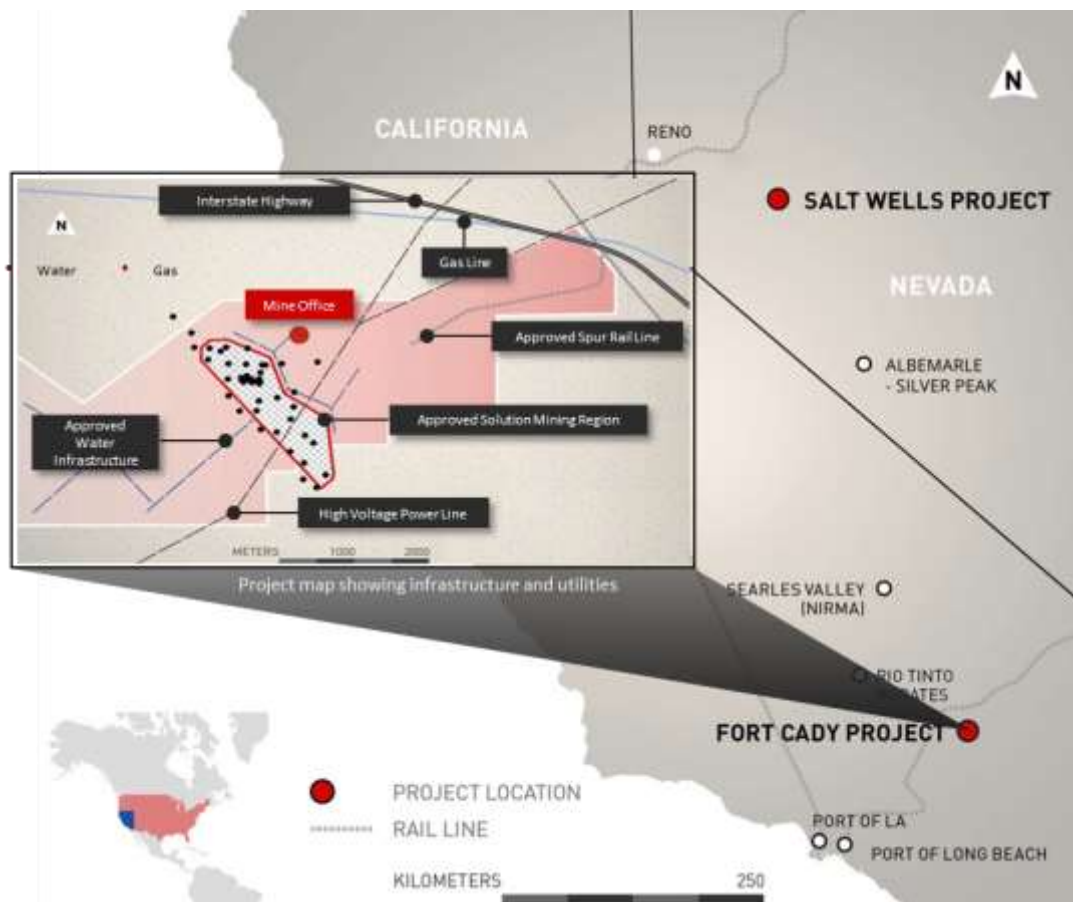 N
CALIFORNIA
RENO
SALT WELLS PROJECT
NEVADA
ALBEMARLE
- SILVER PEAK
Interstate Highway
N
Gas Line
Water
Gas
Mine Office
Approved Spur Rail Line
Approved Solution Mining Region
Approved
Water
Infrastructure
High Voltage Power Line
METERS 1000 2000
Project map showing infrastructure and utilities
SEARLES VALLEY
(NIRMA)
RIO TINTO
FORT CADY PROJECT
PROJECT LOCATION
RAIL LINE
PORT OF LA
PORT OF LONG BEACH
KILOMETERS 250